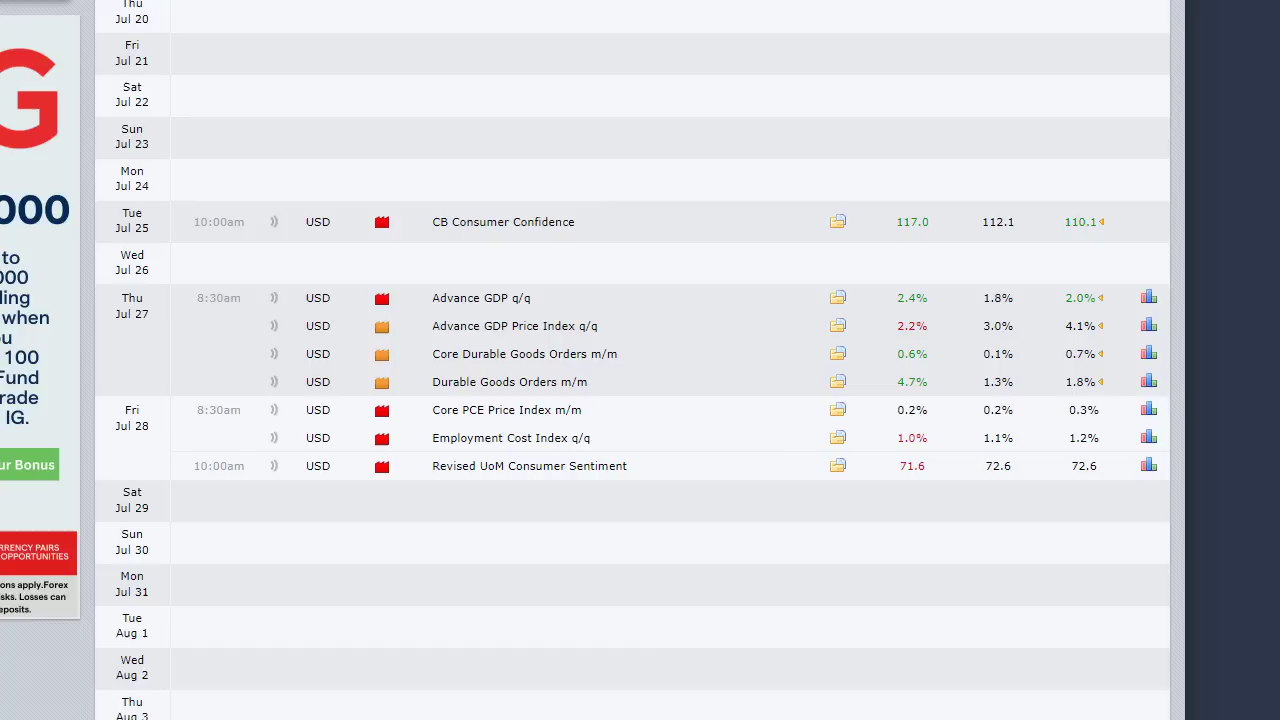 Thu
Jul 20
Fri
Jul 21
Sat
Jul 22
Sun
Jul 23
Mon
Jul 24
Tue
Jul 25
10:00am USD CB Consumer Confidence 117.0 112.1 110.1
Wed
Jul 26
Thu
Jul 27
8:30am USD Advance GDP q/q 2.4% 1.8% 2.0%
USD Advance GDP Price Index q/q 2.2% 3.0% 4.1%
USD Core Durable Goods Orders m/m 0.6% 0.1% 0.7%
USD Durable Goods Orders m/m 4.7% 1.3% 1.8%
Fri
Jul 28
8:30am USD Core PCE Price Index m/m 0.2% 0.2% 0.3%
USD Employment Cost Index q/q 1.0% 1.1% 1.2%
10:00am USD Revised UoM Consumer Sentiment 71.6 72.6 72.6
Sat
Jul 29
Sun
Jul 30
Mon
Jul 31
Tue
Aug 1
Wed
Aug 2
Thu
Aug 3
G
000
to
000
ling
when
u
100
Fund
rade
IG.
ur Bonus
RRENCY PAIRS
OPPORTUNITIES
ons apply.Forex
sks. Losses can
eposits.